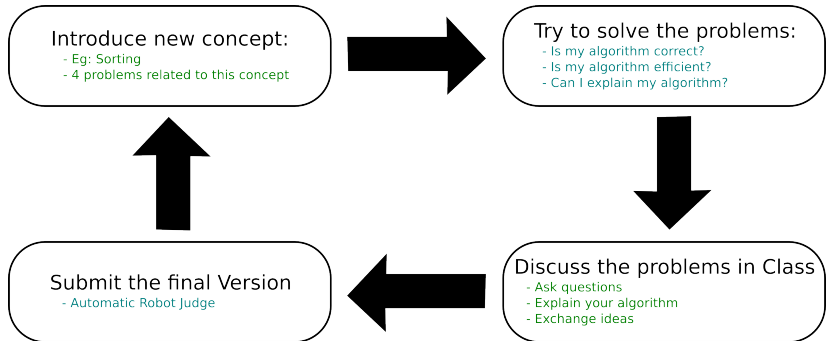 Introduce new concept:
- Eg: Sorting
- 4 problems related to this concept
Try to solve the problems:
- Is my algorithm correct?
- Is my algorithm efficient?
- Can I explain my algorithm?
Discuss the problems in Class
- Ask questions
- Explain your algorithm
- Exchange ideas
Submit the final Version
- Automatic Robot Judge